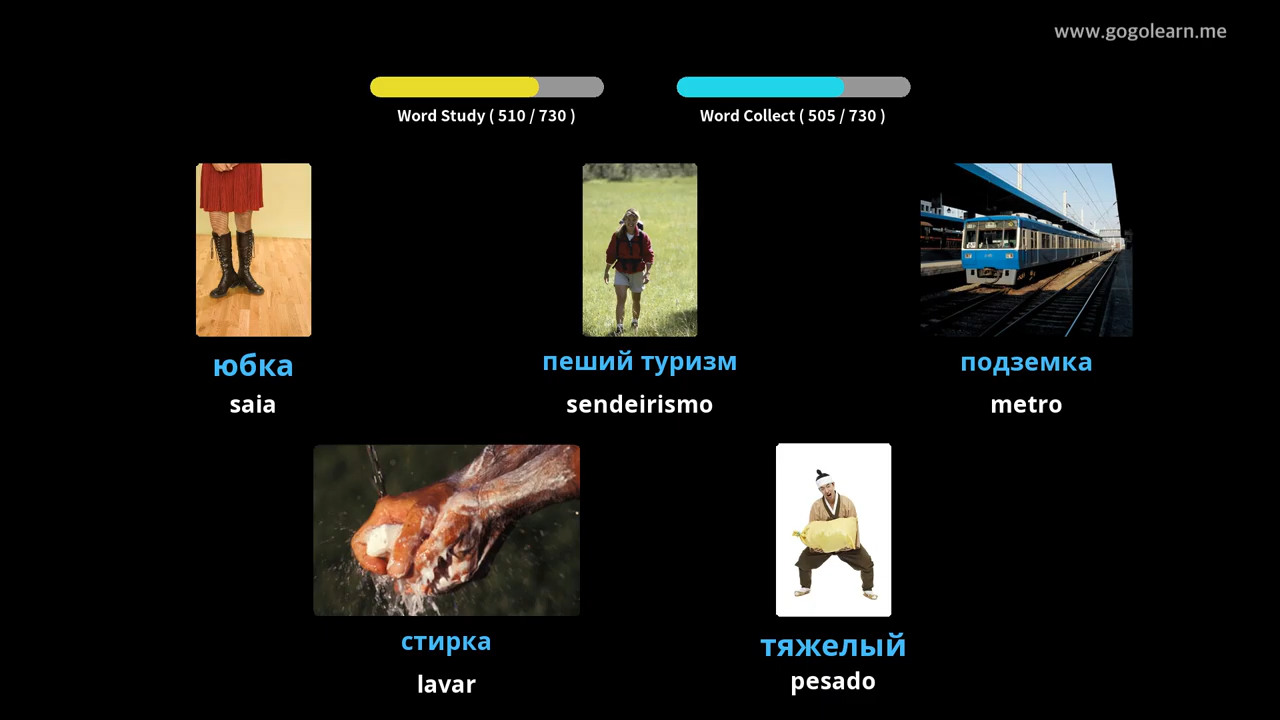 www.gogolearn.me
Word Study ( 510 / 730 )
Word Collect ( 505 / 730 )
юбка
saia
пеший туризм
sendeirismo
подземка
metro
стирка
lavar
тяжелый
pesado